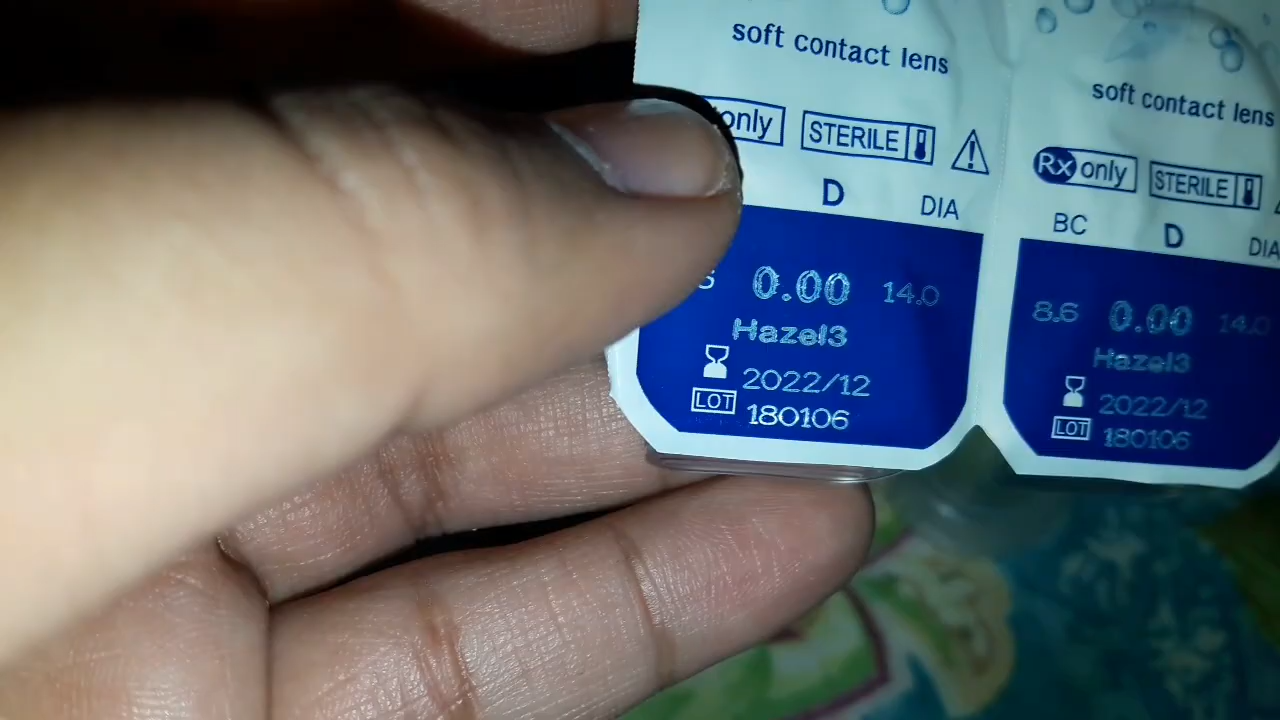 soft contact lens
only STERILE
D DIA
0.00 14.0
Hazel3
2022/12
LOT 180106
soft contact lens
Rx only STERILE
BC D DIA
8.6 0.00 14.0
Hazel3
2022/12
LOT 180106